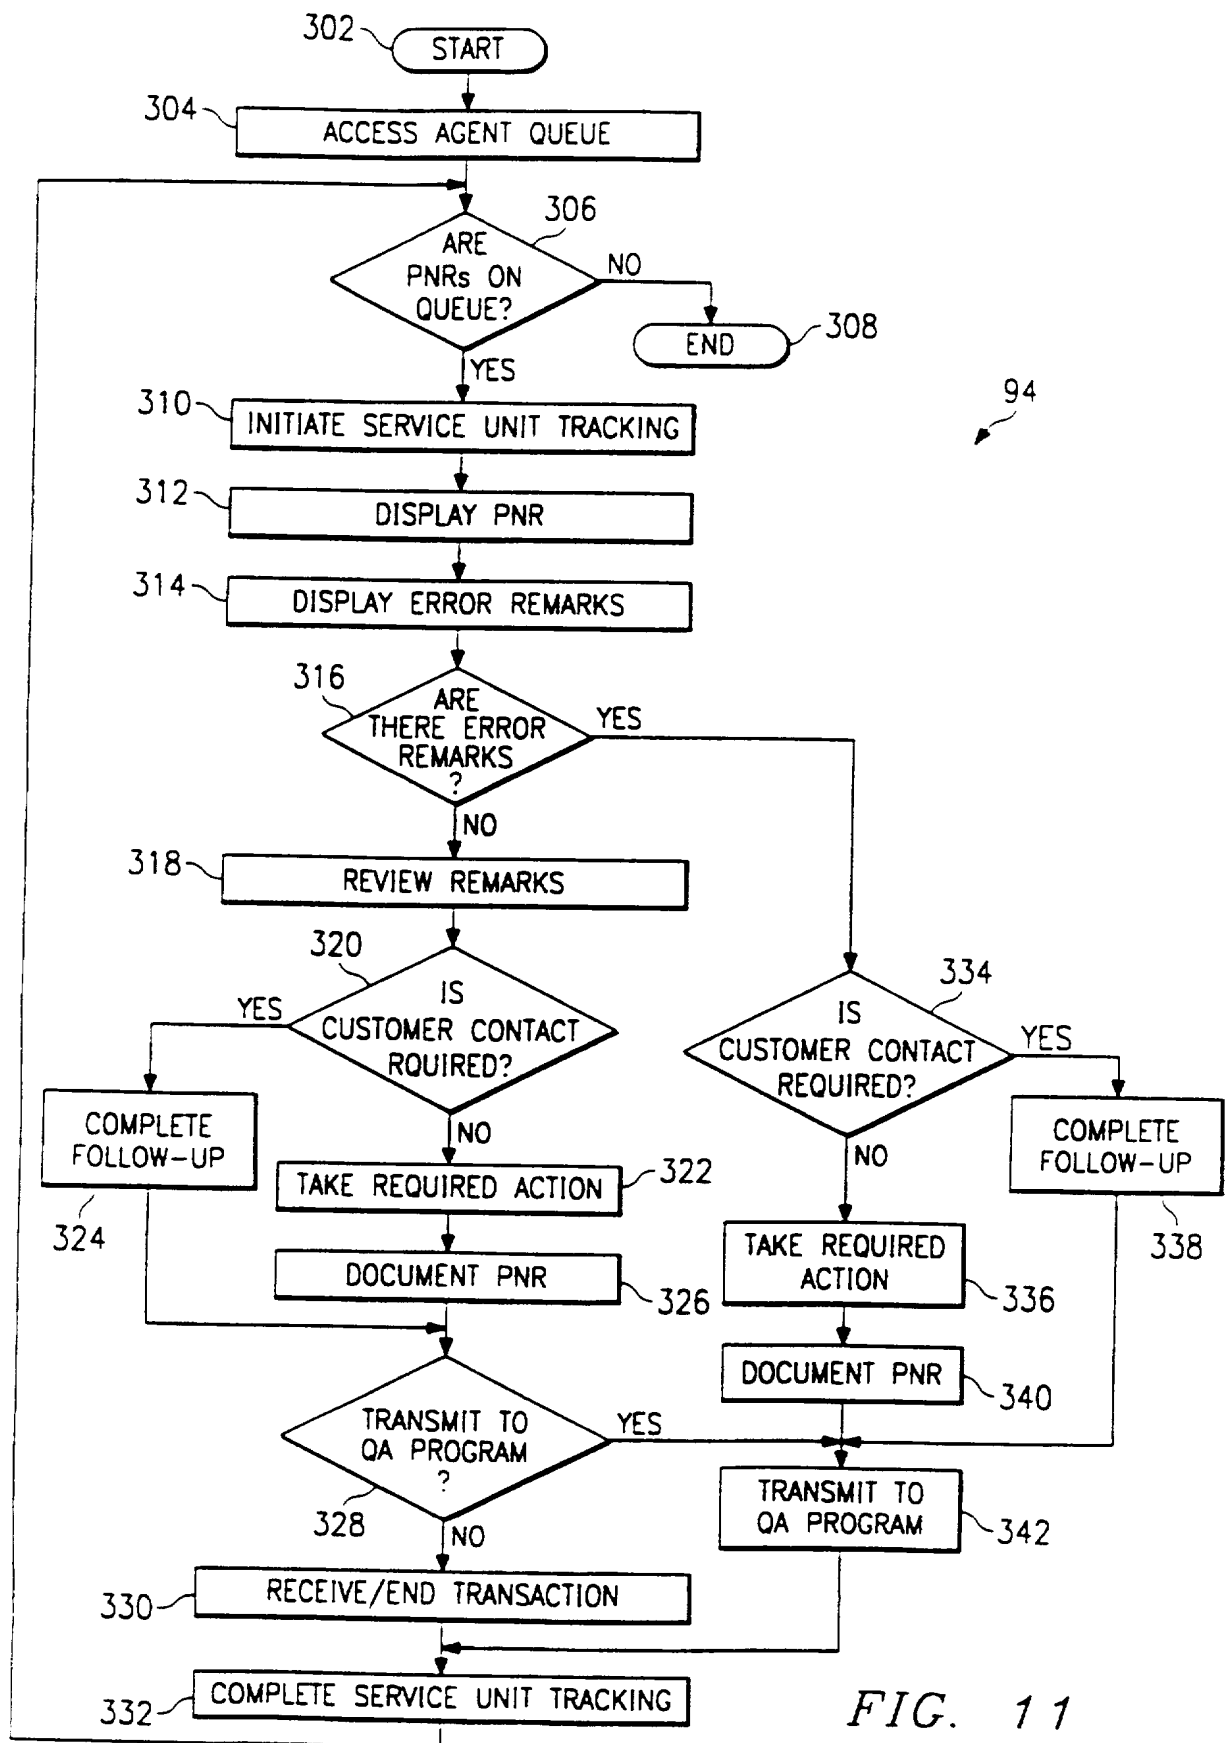 302
START
304
ACCESS AGENT QUEUE
306
ARE
PNRs ON
QUEUE?
NO
END
308
YES
94
310
INITIATE SERVICE UNIT TRACKING
312
DISPLAY PNR
314
DISPLAY ERROR REMARKS
316
ARE
THERE ERROR
REMARKS
?
YES
NO
318
REVIEW REMARKS
320
IS
CUSTOMER CONTACT
RQUIRED?
YES
334
IS
CUSTOMER CONTACT
REQUIRED?
YES
COMPLETE
FOLLOW-UP
324
NO
TAKE REQUIRED ACTION
322
NO
COMPLETE
FOLLOW-UP
338
DOCUMENT PNR
326
TAKE REQUIRED
ACTION
336
DOCUMENT PNR
340
TRANSMIT TO
QA PROGRAM
?
YES
328
NO
TRANSMIT TO
QA PROGRAM
342
RECEIVE/END TRANSACTION
330
COMPLETE SERVICE UNIT TRACKING
332
FIG. 11